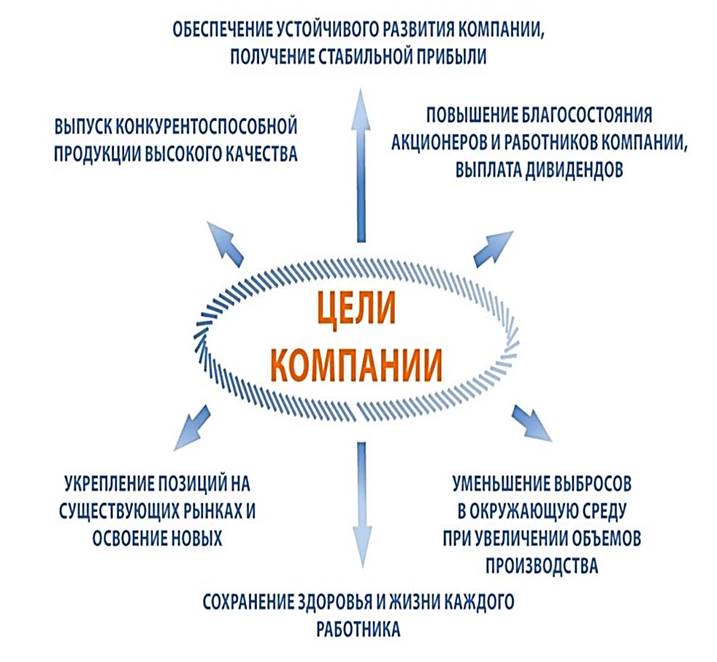 ОБЕСПЕЧЕНИЕ УСТОЙЧИВОГО РАЗВИТИЯ КОМПАНИИ,
ПОЛУЧЕНИЕ СТАБИЛЬНОЙ ПРИБЫЛИ
ВЫПУСК КОНКУРЕНТОСПОСОБНОЙ
ПРОДУКЦИИ ВЫСОКОГО КАЧЕСТВА
ПОВЫШЕНИЕ БЛАГОСОСТОЯНИЯ
АКЦИОНЕРОВ И РАБОТНИКОВ КОМПАНИИ,
ВЫПЛАТА ДИВИДЕНДОВ
ЦЕЛИ
КОМПАНИИ
УКРЕПЛЕНИЕ ПОЗИЦИЙ НА
СУЩЕСТВУЮЩИХ РЫНКАХ И
ОСВОЕНИЕ НОВЫХ
УМЕНЬШЕНИЕ ВЫБРОСОВ
В ОКРУЖАЮЩУЮ СРЕДУ
ПРИ УВЕЛИЧЕНИИ ОБЪЕМОВ
ПРОИЗВОДСТВА
СОХРАНЕНИЕ ЗДОРОВЬЯ И ЖИЗНИ КАЖДОГО
РАБОТНИКА